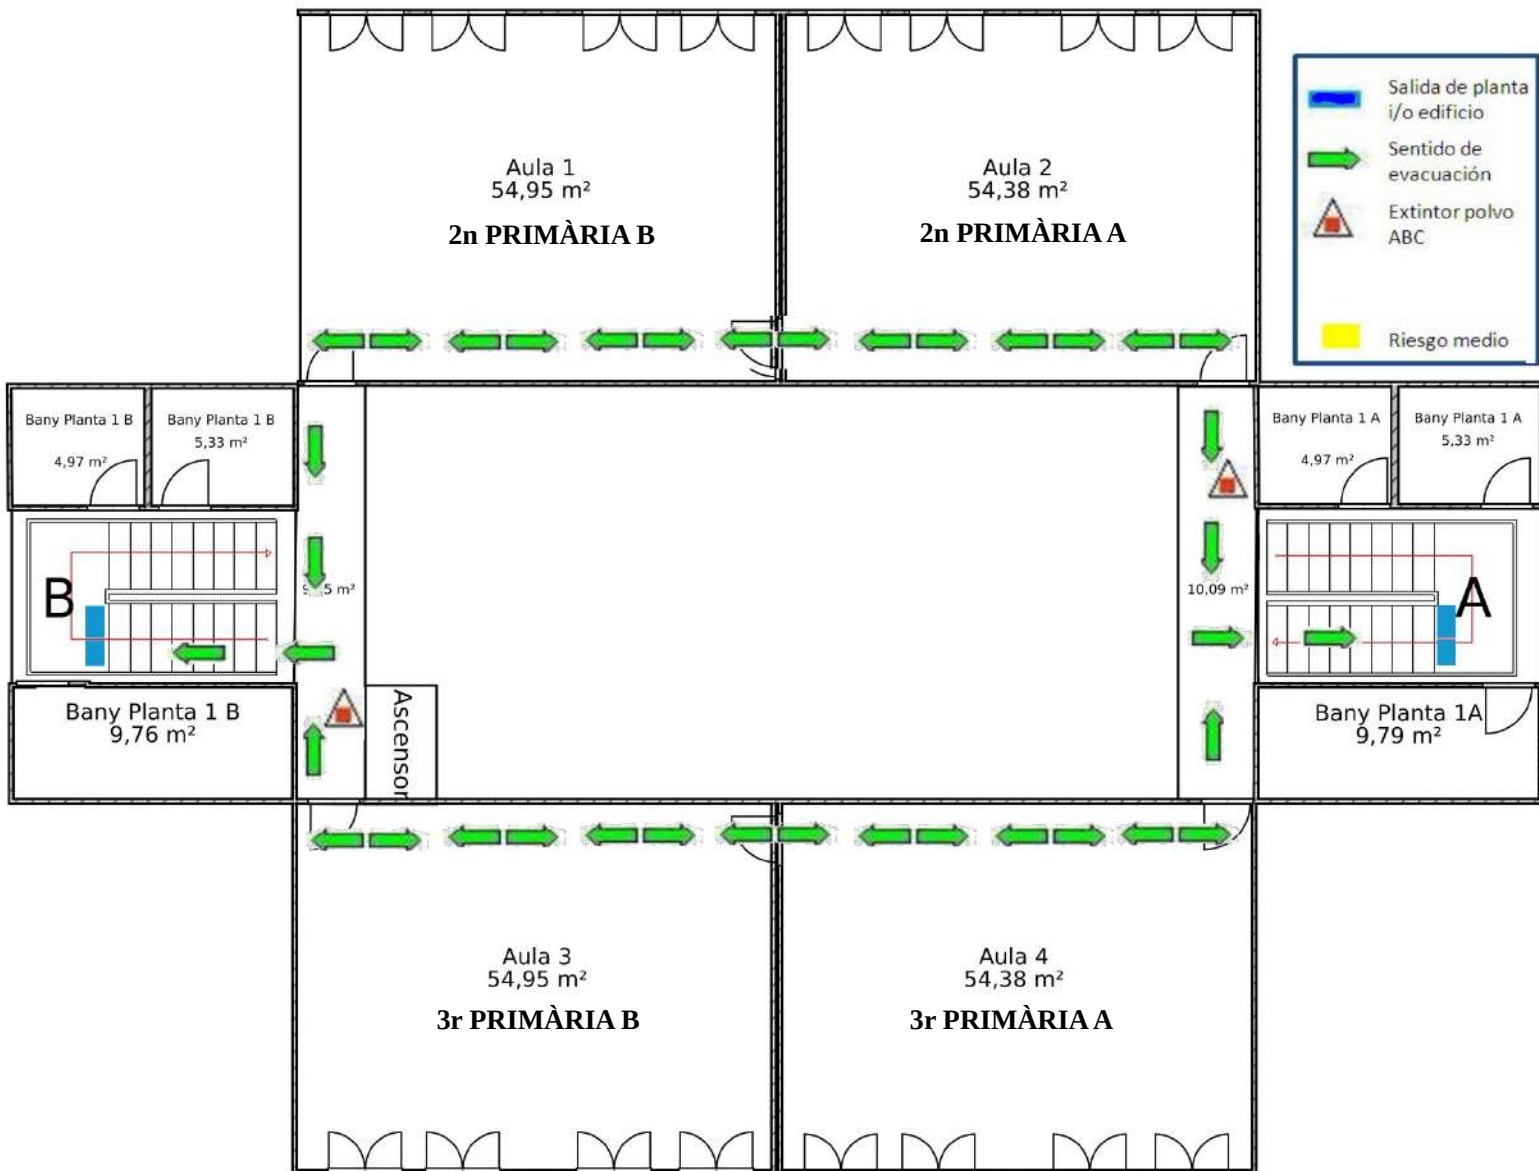 Aula 1
54,95 m²
2n PRIMÀRIA B
Aula 2
54,38 m²
2n PRIMÀRIA A
Salida de planta
i/o edificio
Sentido de
evacuación
Extintor polvo
ABC
Riesgo medio
Bany Planta 1 B
4,97 m²
Bany Planta 1 B
5,33 m²
Bany Planta 1 A
4,97 m²
Bany Planta 1 A
5,33 m²
B
5 m²
10,09 m²
A
Bany Planta 1 B
9,76 m²
Ascensor
Bany Planta 1A
9,79 m²
Aula 3
54,95 m²
3r PRIMÀRIA B
Aula 4
54,38 m²
3r PRIMÀRIA A